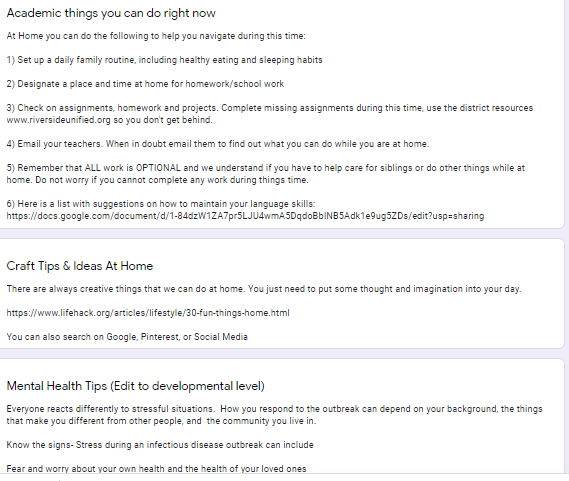 Academic things you can do right now
At Home you can do the following to help you navigate during this time:
1) Set up a daily family routine, including healthy eating and sleeping habits
2) Designate a place and time at home for homework/school work
3) Check on assignments, homework and projects. Complete missing assignments during this time, use the district resources
www.riversideunified.org so you don't get behind.
4) Email your teachers. When in doubt email them to find out what you can do while you are at home.
5) Remember that ALL work is OPTIONAL and we understand if you have to help care for siblings or do other things while at
home. Do not worry if you cannot complete any work during things time.
6) Here is a list with suggestions on how to maintain your language skills:
https://docs.google.com/document/d/1-84dzW1ZA7pr5LJU4wmA5DqdoBbINB5Adk1e9ug5ZDs/edit?usp=sharing
Craft Tips & Ideas At Home
There are always creative things that we can do at home. You just need to put some thought and imagination into your day.
https://www.lifehack.org/articles/lifestyle/30-fun-things-home.html
You can also search on Google, Pinterest, or Social Media
Mental Health Tips (Edit to developmental level)
Everyone reacts differently to stressful situations. How you respond to the outbreak can depend on your background, the things
that make you different from other people, and the community you live in.
Know the signs- Stress during an infectious disease outbreak can include
Fear and worry about your own health and the health of your loved ones